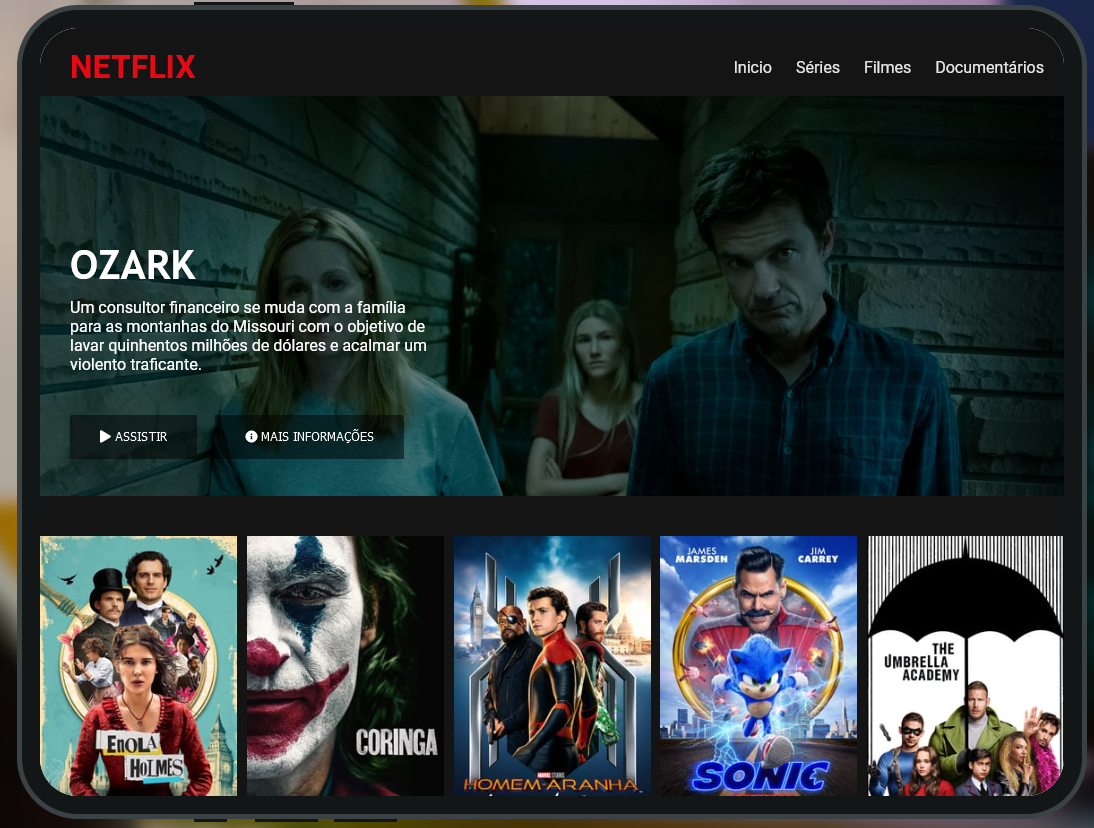 NETFLIX
Inicio Séries Filmes Documentários
OZARK
Um consultor financeiro se muda com a família
para as montanhas do Missouri com o objetivo de
lavar quinhentos milhões de dólares e acalmar um
violento traficante.
ASSISTIR
MAIS INFORMAÇÕES
ENOLA
HOLMES
CORINGA
MARVEL STUDIOS
HOMEM-ARANHA
JAMES
MARSDEN
JIM
CARREY
SONIC
THE
UMBRELLA
ACADEMY